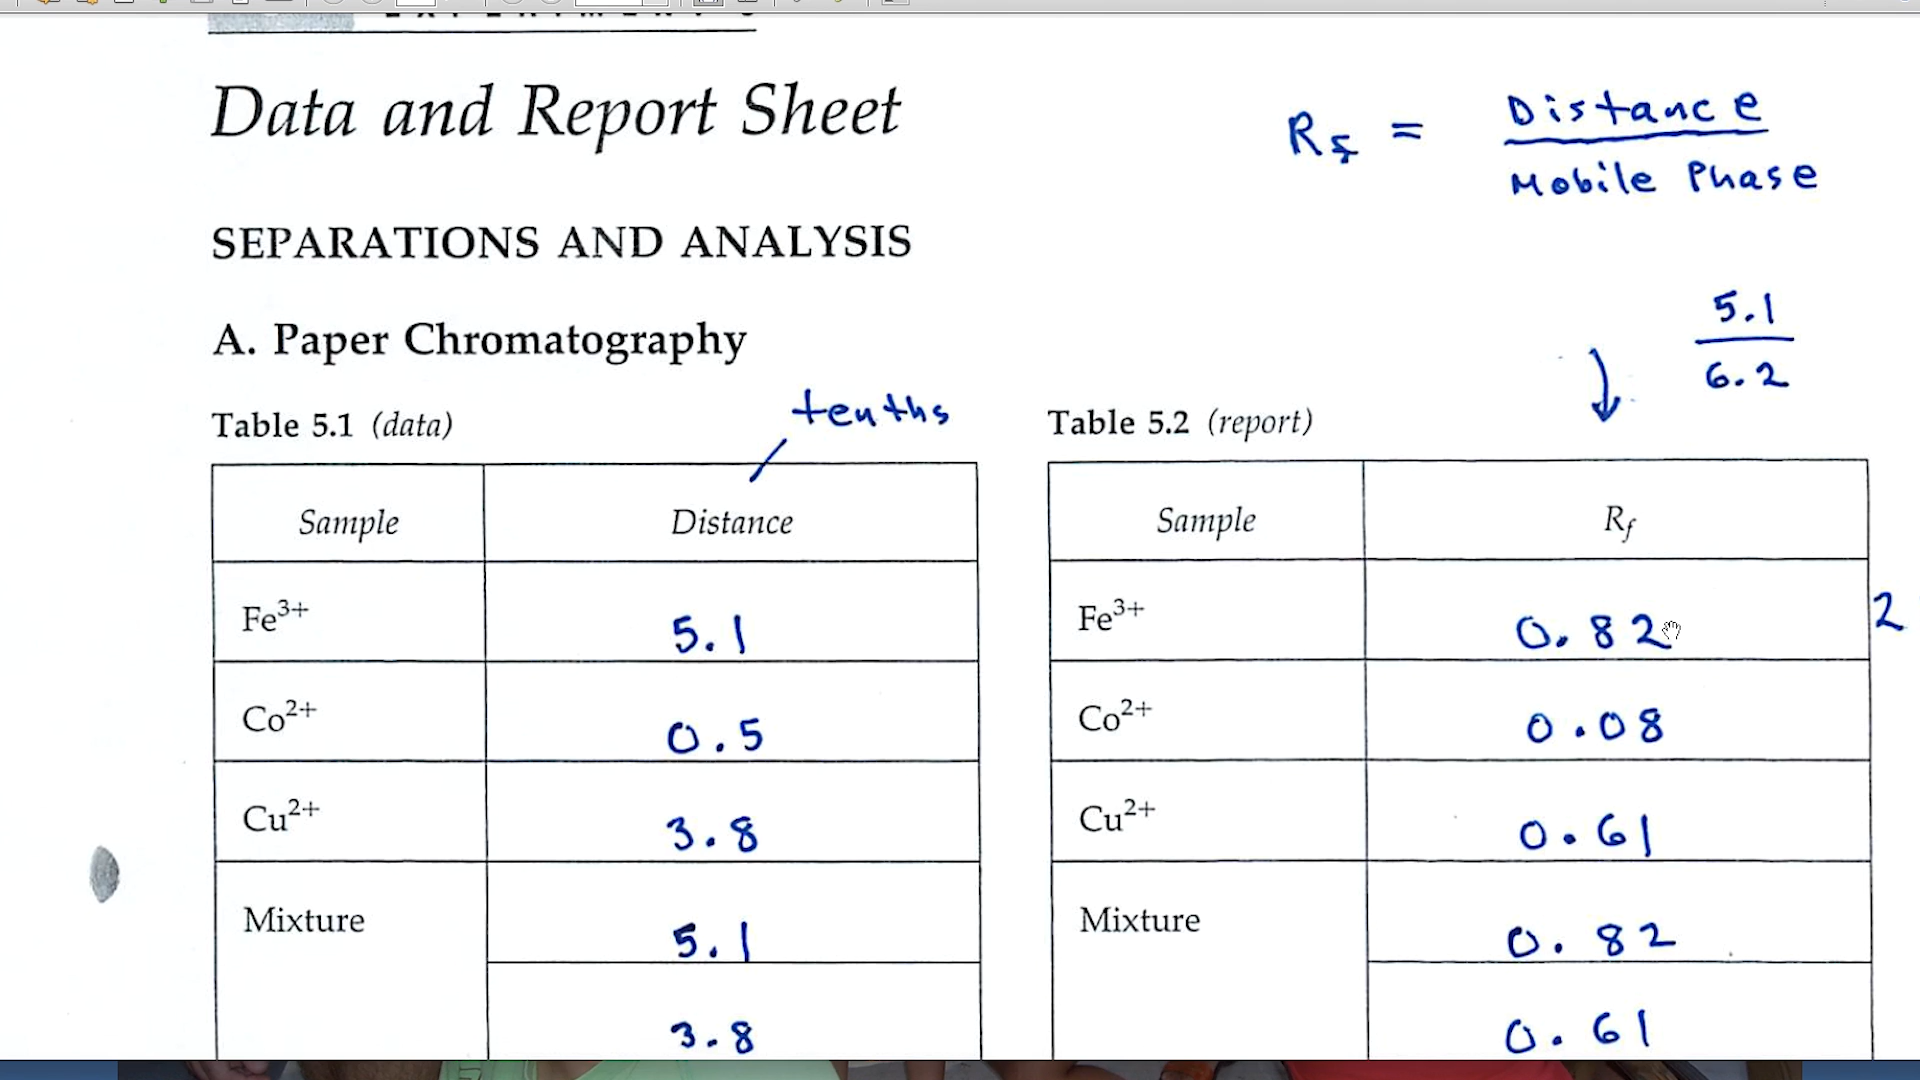 Data and Report Sheet
R_f = Distance / Mobile Phase
SEPARATIONS AND ANALYSIS
5.1 / 6.2
A. Paper Chromatography
tenths
Table 5.1 (data)
Sample Distance
Fe³⁺ 5.1
Co²⁺ 0.5
Cu²⁺ 3.8
Mixture 5.1
3.8
Table 5.2 (report)
Sample R_f
Fe³⁺ 0.82 2
Co²⁺ 0.08
Cu²⁺ 0.61
Mixture 0.82
0.61